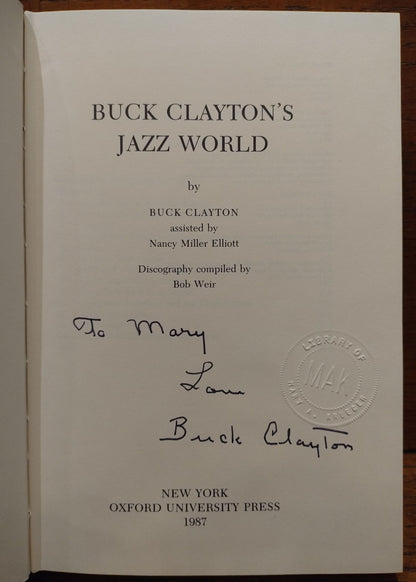 BUCK CLAYTON'S
JAZZ WORLD
by
BUCK CLAYTON
assisted by
Nancy Miller Elliott
Discography compiled by
Bob Weir
To Mary
Love
Buck Clayton
LIBRARY OF
MAK
MARY A.
NEW YORK
OXFORD UNIVERSITY PRESS
1987